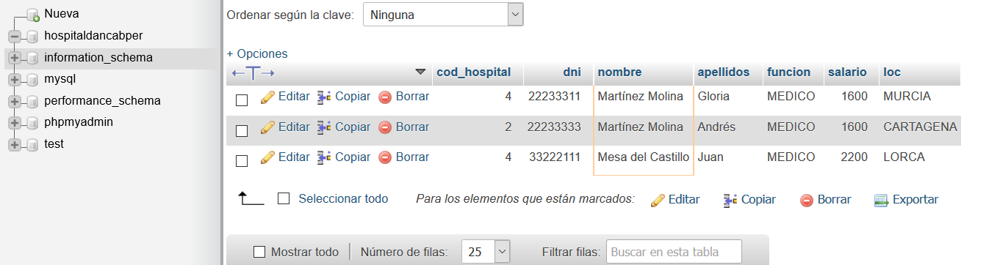 Nueva
hospitaldancabper
information_schema
mysql
performance_schema
phpmyadmin
test
Ordenar según la clave: Ninguna
+ Opciones
cod_hospital dni nombre apellidos funcion salario loc
Editar Copiar Borrar 4 22233311 Martínez Molina Gloria MEDICO 1600 MURCIA
Editar Copiar Borrar 2 22233333 Martínez Molina Andrés MEDICO 1600 CARTAGENA
Editar Copiar Borrar 4 33222111 Mesa del Castillo Juan MEDICO 2200 LORCA
Seleccionar todo Para los elementos que están marcados: Editar Copiar Borrar Exportar
Mostrar todo Número de filas: 25 Filtrar filas: Buscar en esta tabla